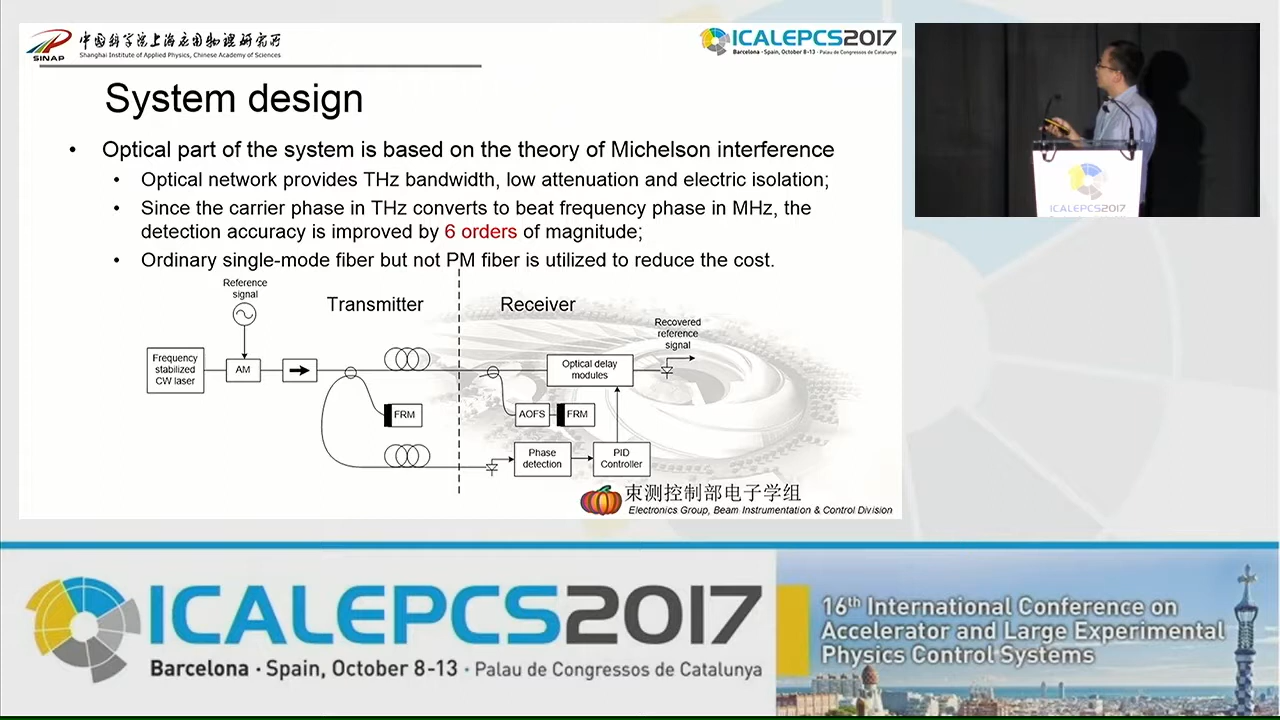 中国科学院上海应用物理研究所
Shanghai Institute of Applied Physics, Chinese Academy of Sciences
SINAP
ICALEPCS2017
Barcelona · Spain, October 8-13 · Palau de Congressos de Catalunya
System design
• Optical part of the system is based on the theory of Michelson interference
• Optical network provides THz bandwidth, low attenuation and electric isolation;
• Since the carrier phase in THz converts to beat frequency phase in MHz, the
detection accuracy is improved by 6 orders of magnitude;
• Ordinary single-mode fiber but not PM fiber is utilized to reduce the cost.
Reference
signal
Transmitter
Receiver
Recovered
reference
signal
Frequency
stabilized
CW laser
AM
Optical delay
modules
FRM
AOFS
FRM
Phase
detection
PID
Controller
束测控制部电子学组
Electronics Group, Beam Instrumentation & Control Division
ICALEPCS2017
ICALEPCS2017
Barcelona · Spain, October 8-13 · Palau de Congressos de Catalunya
16th International Conference on
Accelerator and Large Experimental
Physics Control Systems